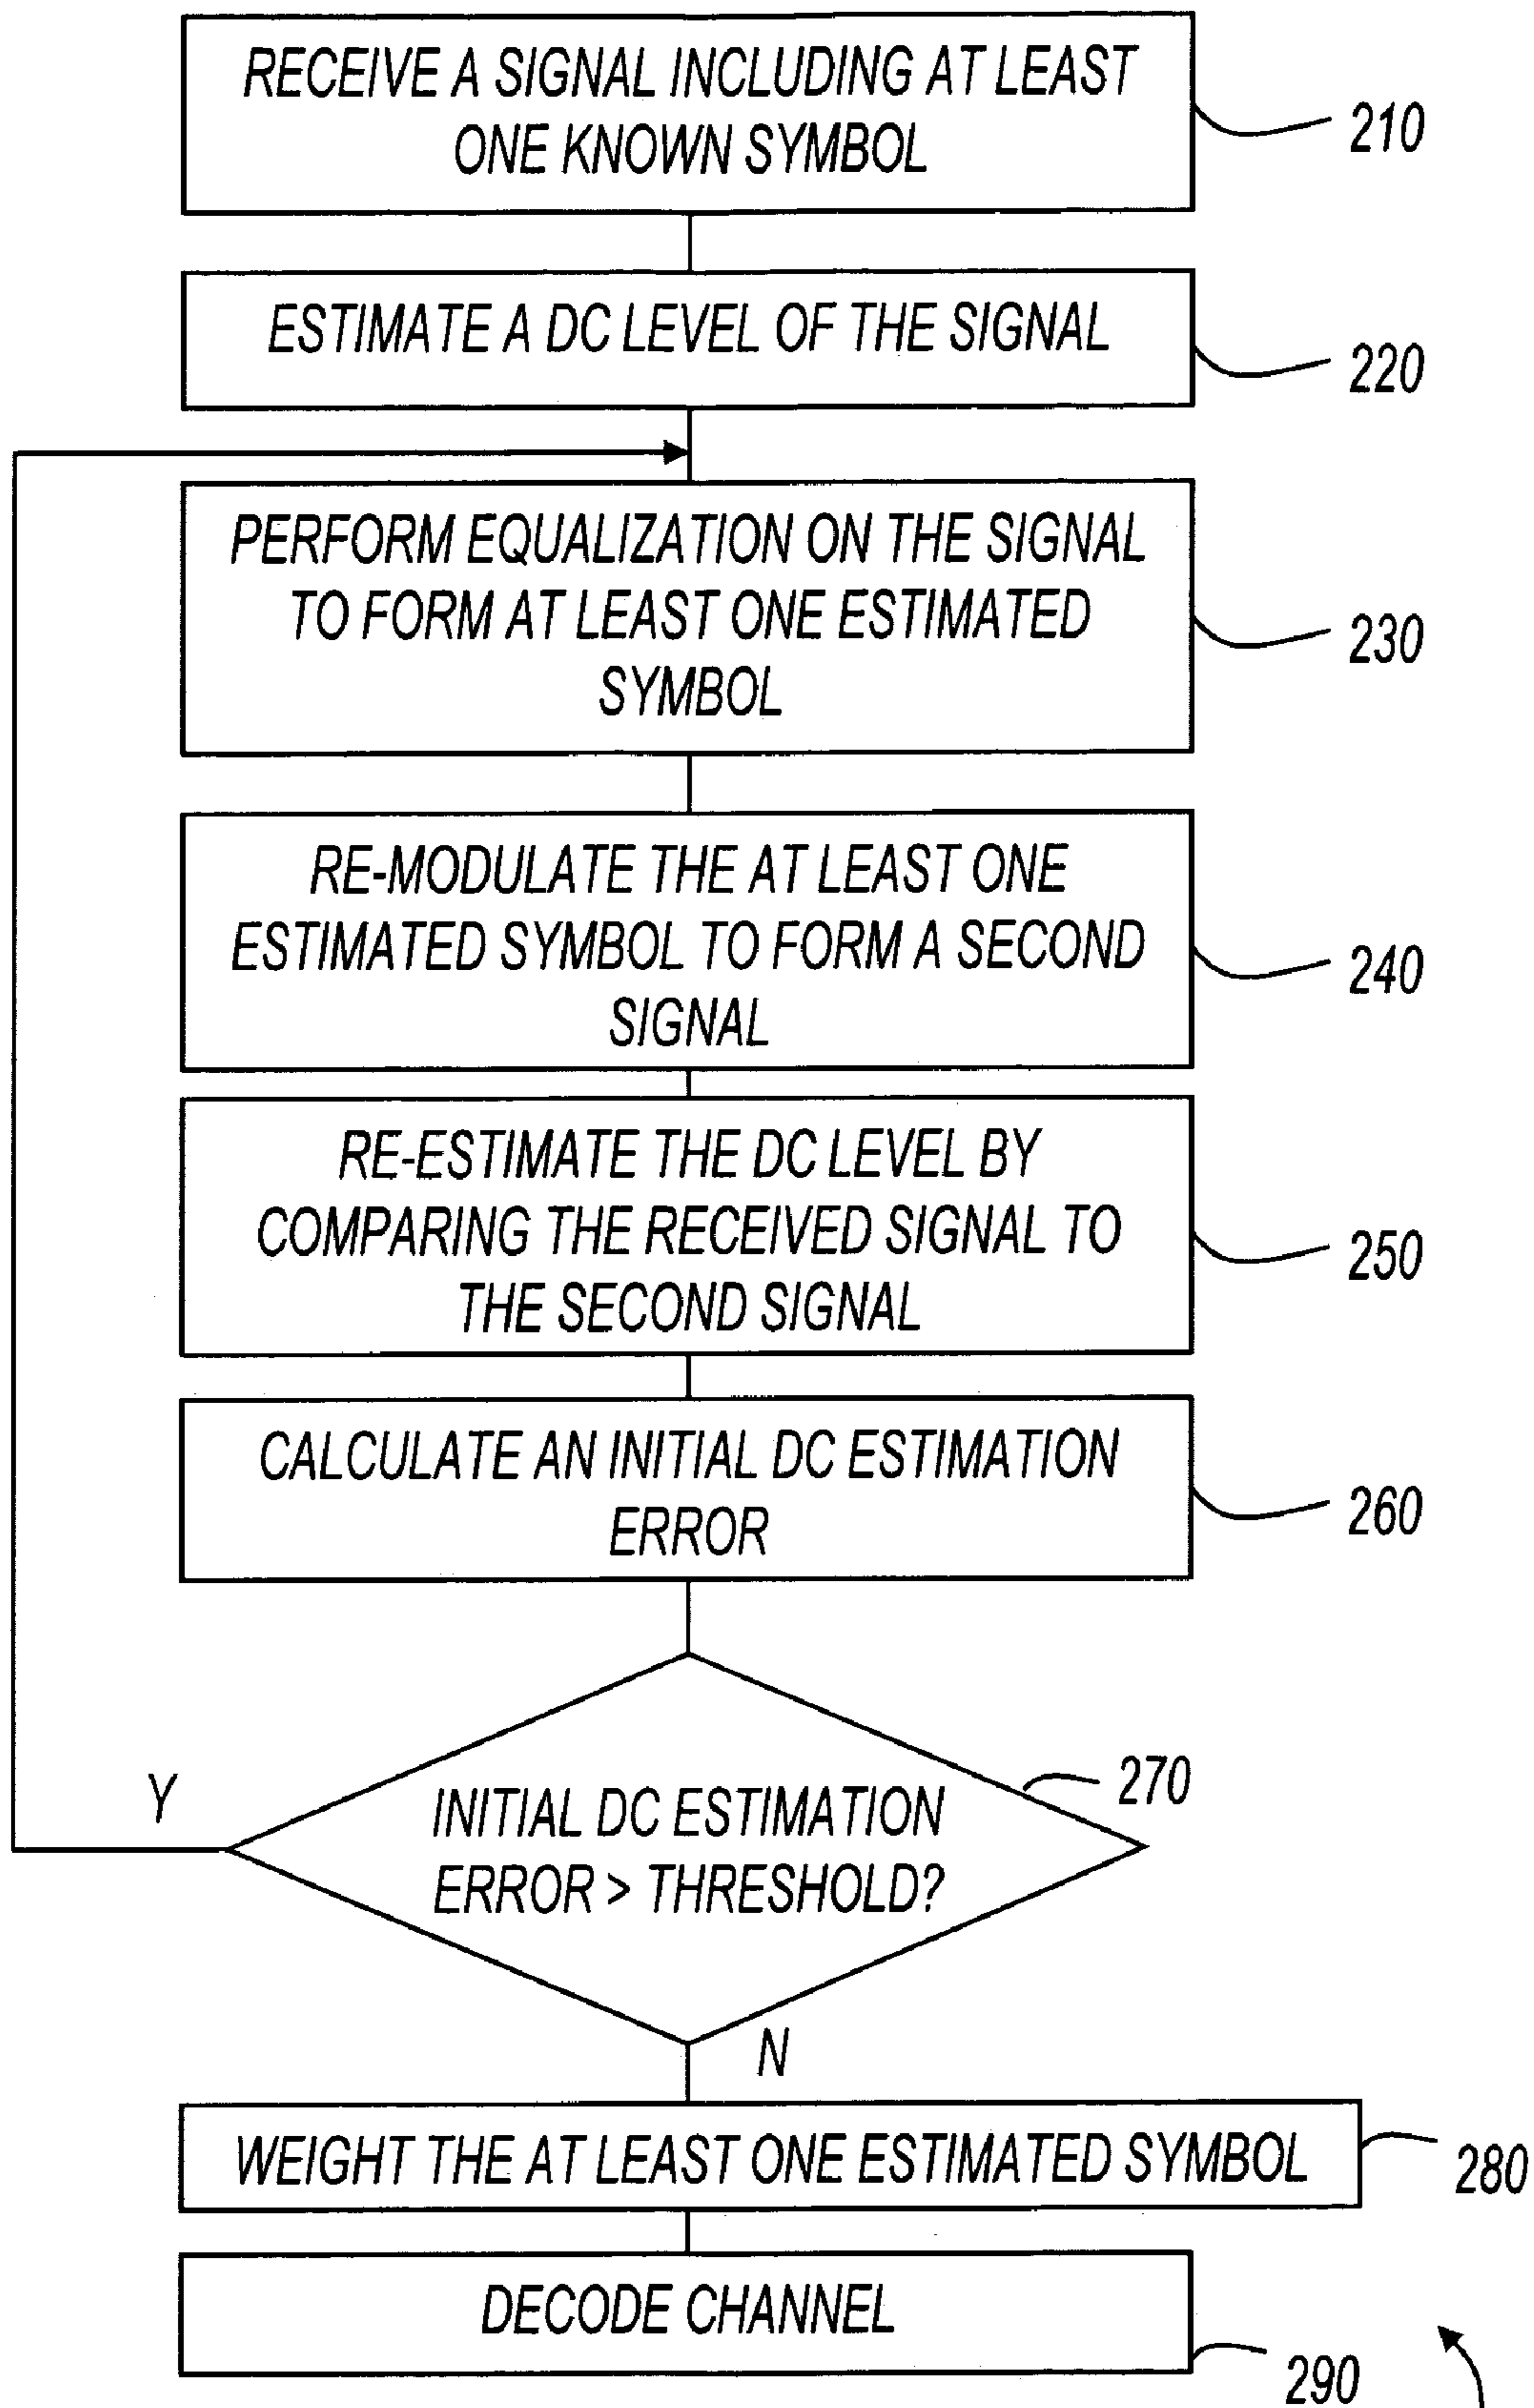 RECEIVE A SIGNAL INCLUDING AT LEAST
ONE KNOWN SYMBOL
210
ESTIMATE A DC LEVEL OF THE SIGNAL
220
PERFORM EQUALIZATION ON THE SIGNAL
TO FORM AT LEAST ONE ESTIMATED
SYMBOL
230
RE-MODULATE THE AT LEAST ONE
ESTIMATED SYMBOL TO FORM A SECOND
SIGNAL
240
RE-ESTIMATE THE DC LEVEL BY
COMPARING THE RECEIVED SIGNAL TO
THE SECOND SIGNAL
250
CALCULATE AN INITIAL DC ESTIMATION
ERROR
260
Y
270
INITIAL DC ESTIMATION
ERROR > THRESHOLD?
N
WEIGHT THE AT LEAST ONE ESTIMATED SYMBOL
280
DECODE CHANNEL
290